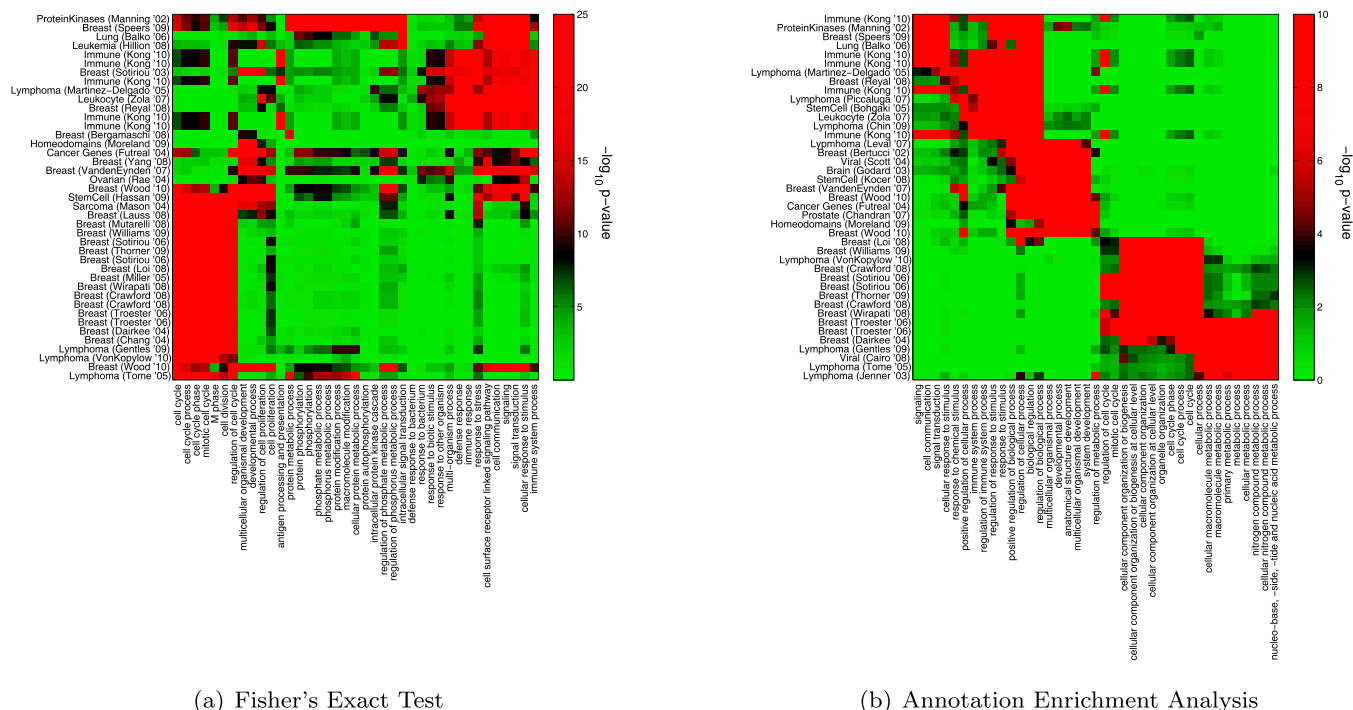 ProteinKinases (Manning '02)
Breast (Speers '09)
Lung (Balko '06)
Leukemia (Hillion '08)
Immune (Kong '10)
Immune (Kong '10)
Breast (Sotiriou '03)
Immune (Kong '10)
Lymphoma (Martinez-Delgado '05)
Leukocyte (Zola '07)
Breast (Reyal '08)
Immune (Kong '10)
Immune (Kong '10)
Breast (Bergamaschi '08)
Homeodomains (Moreland '09)
Cancer Genes (Futreal '04)
Breast (Yang '08)
Breast (VandenEynden '07)
Ovarian (Rae '04)
Breast (Wood '10)
StemCell (Hassan '09)
Sarcoma (Mason '04)
Breast (Lauss '08)
Breast (Mutarelli '08)
Breast (Williams '09)
Breast (Sotiriou '06)
Breast (Thorner '09)
Breast (Sotiriou '06)
Breast (Loi '08)
Breast (Miller '05)
Breast (Wirapati '08)
Breast (Crawford '08)
Breast (Crawford '08)
Breast (Troester '06)
Breast (Troester '06)
Breast (Dairkee '04)
Breast (Chang '04)
Lymphoma (Gentles '09)
Lymphoma (VonKopylow '10)
Breast (Wood '10)
Lymphoma (Tome '05)
cell cycle
cell cycle process
cell cycle phase
mitotic cell cycle
M phase
cell division
regulation of cell cycle
multicellular organismal development
developmental process
regulation of cell proliferation
cell proliferation
antigen processing and presentation
protein metabolic process
protein phosphorylation
phosphorylation
phosphate metabolic process
phosphorus metabolic process
protein modification process
macromolecule modification
cellular protein metabolic process
protein autophosphorylation
intracellular protein kinase cascade
regulation of phosphate metabolic process
regulation of phosphorus metabolic process
intracellular signal transduction
defense response to bacterium
response to bacterium
response to biotic stimulus
response to other organism
multi-organism process
defense response
immune response
response to stress
cell surface receptor linked signaling pathway
cell communication
signaling
signal transduction
cellular response to stimulus
immune system process
25
20
15
10
5
0
−log10 p−value
(a) Fisher's Exact Test
Immune (Kong '10)
ProteinKinases (Manning '02)
Breast (Speers '09)
Lung (Balko '06)
Immune (Kong '10)
Immune (Kong '10)
Lymphoma (Martinez-Delgado '05)
Breast (Reyal '08)
Immune (Kong '10)
Lymphoma (Piccaluga '07)
StemCell (Bohgaki '05)
Leukocyte (Zola '07)
Lymphoma (Chin '09)
Immune (Kong '10)
Lypmhoma (Leval '07)
Breast (Bertucci '02)
Viral (Scott '04)
Brain (Godard '03)
StemCell (Kocer '08)
Breast (VandenEynden '07)
Breast (Wood '10)
Cancer Genes (Futreal '04)
Prostate (Chandran '07)
Homeodomains (Moreland '09)
Breast (Wood '10)
Breast (Loi '08)
Breast (Williams '09)
Lymphoma (VonKopylow '10)
Breast (Crawford '08)
Breast (Sotiriou '06)
Breast (Sotiriou '06)
Breast (Thorner '09)
Breast (Crawford '08)
Breast (Wirapati '08)
Breast (Troester '06)
Breast (Troester '06)
Breast (Dairkee '04)
Lymphoma (Gentles '09)
Viral (Cairo '08)
Lymphoma (Tome '05)
Lymphoma (Jenner '03)
signaling
cell communication
signal transduction
cellular response to stimulus
response to chemical stimulus
positive regulation of cellular process
immune system process
regulation of immune system process
regulation of response to stimulus
response to stimulus
positive regulation of biological process
regulation of cellular process
biological regulation
regulation of biological process
multicellular organismal process
developmental process
anatomical structure development
multicellular organismal development
system development
regulation of metabolic process
regulation of cell cycle
mitotic cell cycle
cellular component organization or biogenesis
cellular component organization or biogenesis at cellular level
cellular component organization
cellular component organization at cellular level
organelle organization
cell cycle phase
cell cycle process
cell cycle
cellular process
cellular macromolecule metabolic process
macromolecule metabolic process
primary metabolic process
metabolic process
cellular metabolic process
nitrogen compound metabolic process
cellular nitrogen compound metabolic process
nucleo−base, −side, −tide and nucleic acid metabolic process
10
8
6
4
2
0
−log10 p−value
(b) Annotation Enrichment Analysis